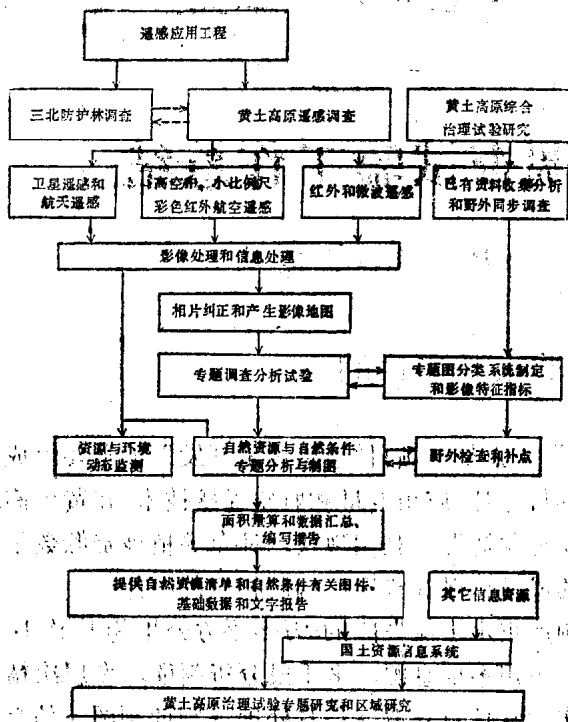 遥感应用工程
三北防护林调查
黄土高原遥感调查
黄土高原综合
治理试验研究
卫星遥感和
航天遥感
高空中、小比例尺
彩色红外航空遥感
红外和微波遥感
已有资料收集分析
和野外同步调查
影像处理和信息处理
相片纠正和产生影像地图
专题调查分析试验
专题图分类系统制定
和影像特征指标
资源与环境
动态监测
自然资源与自然条件
专题分析与制图
野外检查和补点
面积量算和数据汇总、
编写报告
提供自然资源清单和自然条件有关图件、
基础数据和文字报告
其它信息资源
国土资源信息系统
黄土高原治理试验专题研究和区域研究